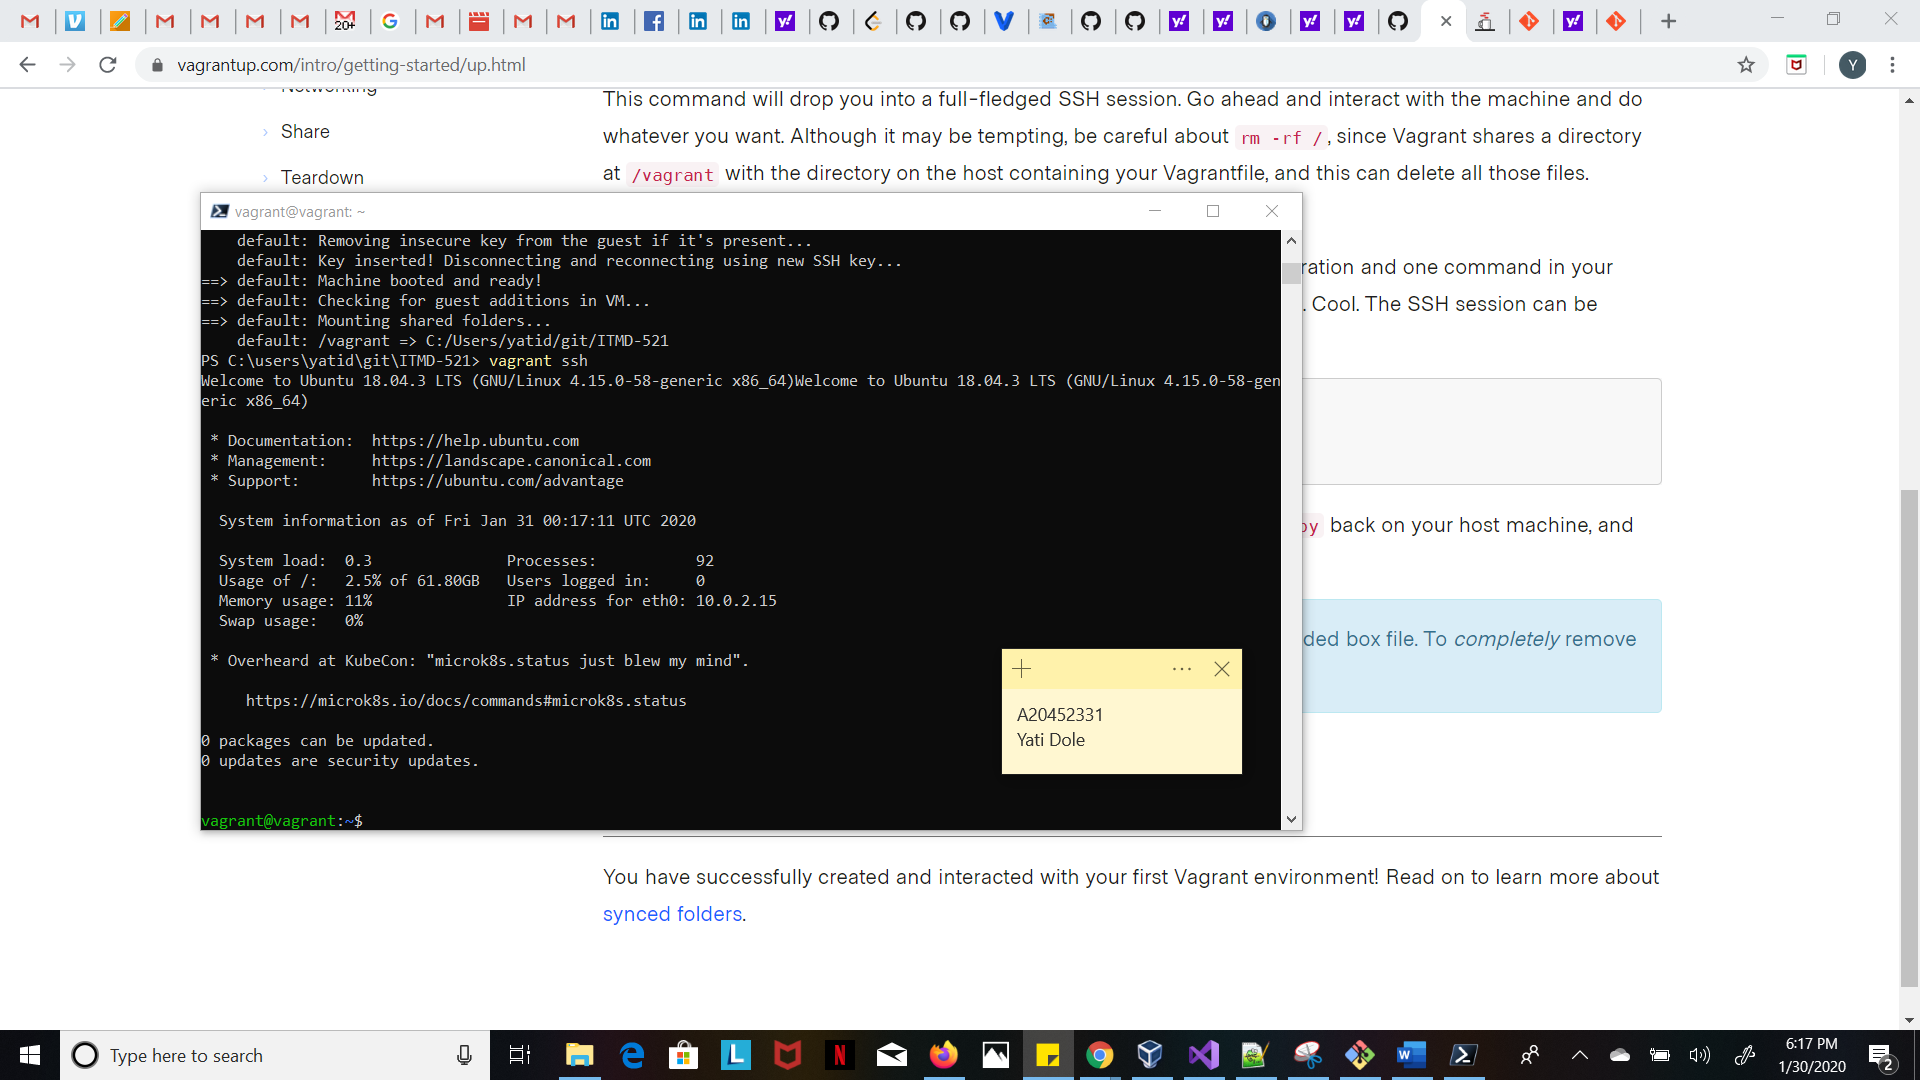 20+
vagrantup.com/intro/getting-started/up.html
Y
Networking
Share
Teardown
This command will drop you into a full-fledged SSH session. Go ahead and interact with the machine and do
whatever you want. Although it may be tempting, be careful about rm -rf /, since Vagrant shares a directory
at /vagrant with the directory on the host containing your Vagrantfile, and this can delete all those files.
ration and one command in your
. Cool. The SSH session can be
back on your host machine, and
ded box file. To completely remove
vagrant@vagrant: ~
default: Removing insecure key from the guest if it's present...
default: Key inserted! Disconnecting and reconnecting using new SSH key...
==> default: Machine booted and ready!
==> default: Checking for guest additions in VM...
==> default: Mounting shared folders...
default: /vagrant => C:/Users/yatid/git/ITMD-521
PS C:\users\yatid\git\ITMD-521> vagrant ssh
Welcome to Ubuntu 18.04.3 LTS (GNU/Linux 4.15.0-58-generic x86_64)Welcome to Ubuntu 18.04.3 LTS (GNU/Linux 4.15.0-58-gen
eric x86_64)
* Documentation:  https://help.ubuntu.com
* Management:     https://landscape.canonical.com
* Support:        https://ubuntu.com/advantage
System information as of Fri Jan 31 00:17:11 UTC 2020
System load:  0.3               Processes:           92
Usage of /:   2.5% of 61.80GB   Users logged in:     0
Memory usage: 11%               IP address for eth0: 10.0.2.15
Swap usage:   0%
* Overheard at KubeCon: "microk8s.status just blew my mind".
https://microk8s.io/docs/commands#microk8s.status
0 packages can be updated.
0 updates are security updates.
vagrant@vagrant:~$
A20452331
Yati Dole
You have successfully created and interacted with your first Vagrant environment! Read on to learn more about
synced folders.
Type here to search
6:17 PM
1/30/2020
2